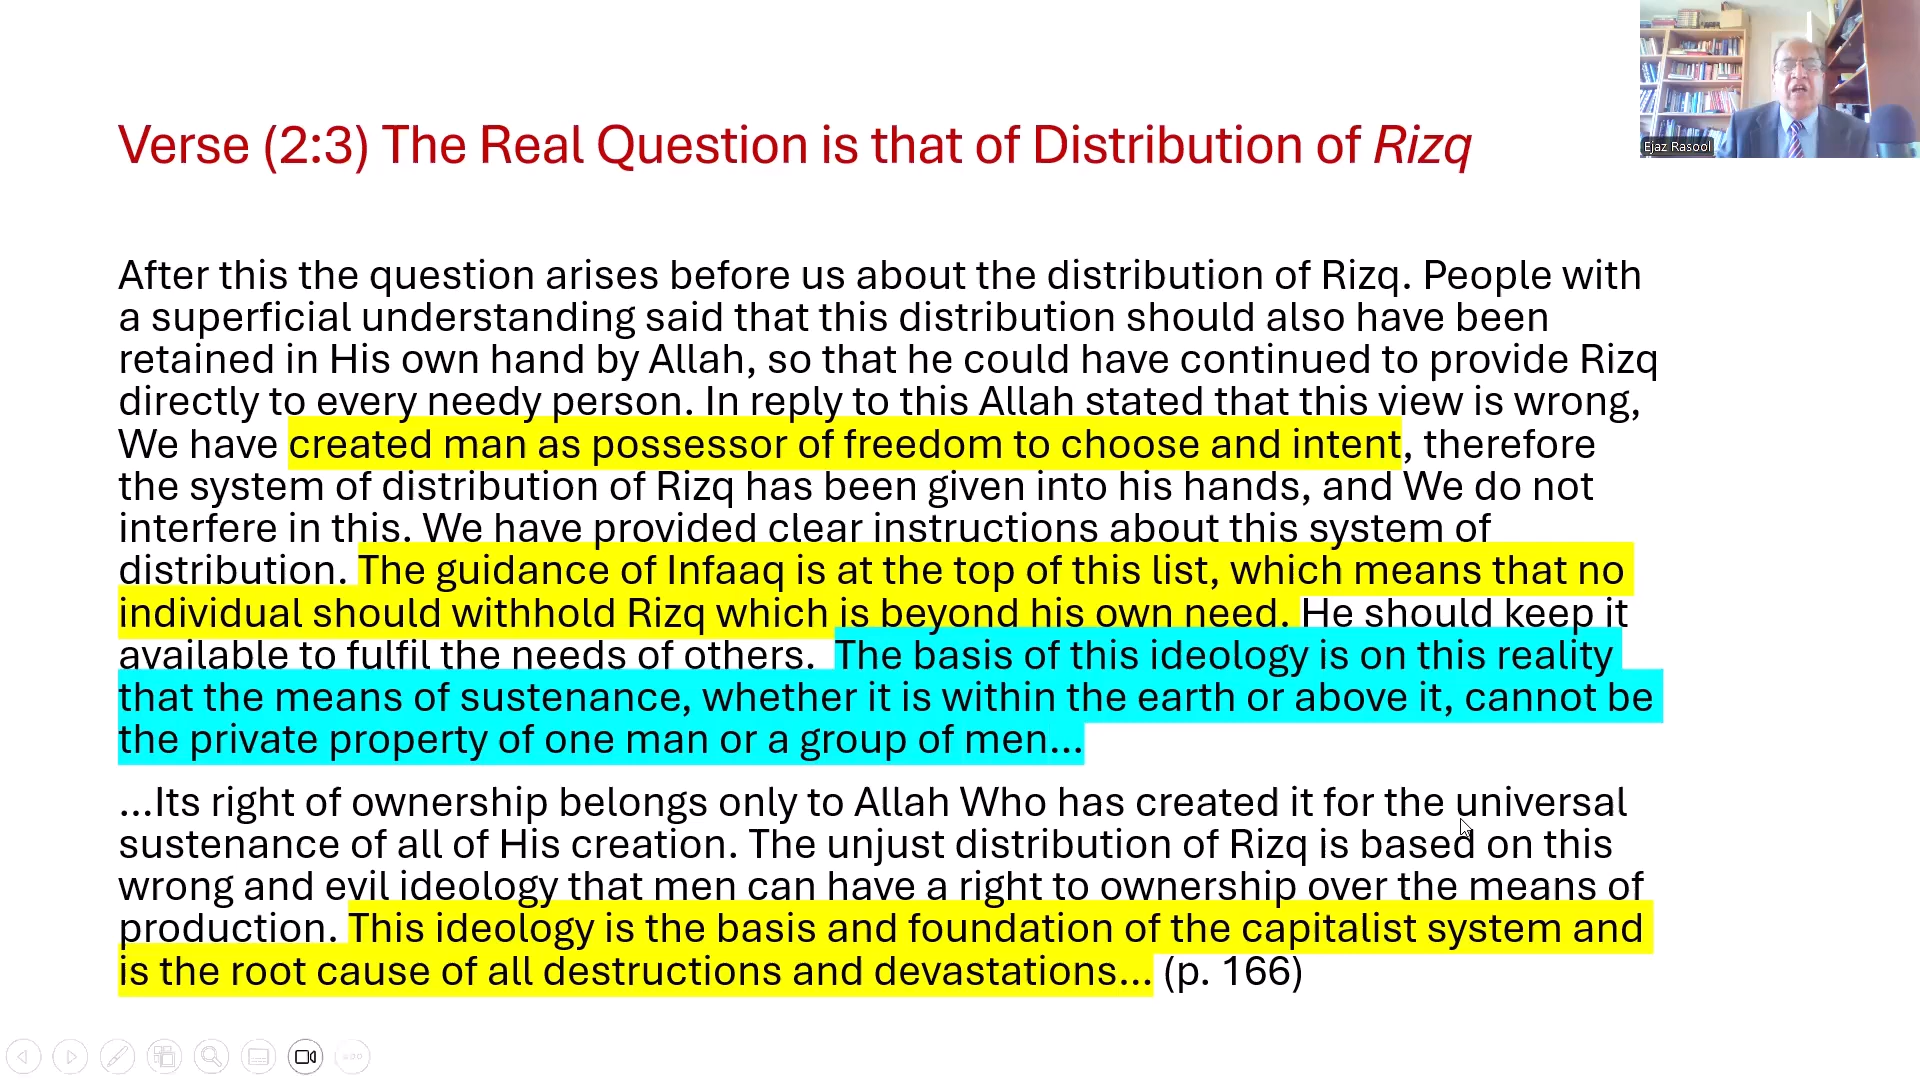 Verse (2:3) The Real Question is that of Distribution of Rizq
Ejaz Rasool
After this the question arises before us about the distribution of Rizq. People with
a superficial understanding said that this distribution should also have been
retained in His own hand by Allah, so that he could have continued to provide Rizq
directly to every needy person. In reply to this Allah stated that this view is wrong,
We have created man as possessor of freedom to choose and intent, therefore
the system of distribution of Rizq has been given into his hands, and We do not
interfere in this. We have provided clear instructions about this system of
distribution. The guidance of Infaaq is at the top of this list, which means that no
individual should withhold Rizq which is beyond his own need. He should keep it
available to fulfil the needs of others. The basis of this ideology is on this reality
that the means of sustenance, whether it is within the earth or above it, cannot be
the private property of one man or a group of men...
...Its right of ownership belongs only to Allah Who has created it for the universal
sustenance of all of His creation. The unjust distribution of Rizq is based on this
wrong and evil ideology that men can have a right to ownership over the means of
production. This ideology is the basis and foundation of the capitalist system and
is the root cause of all destructions and devastations... (p. 166)